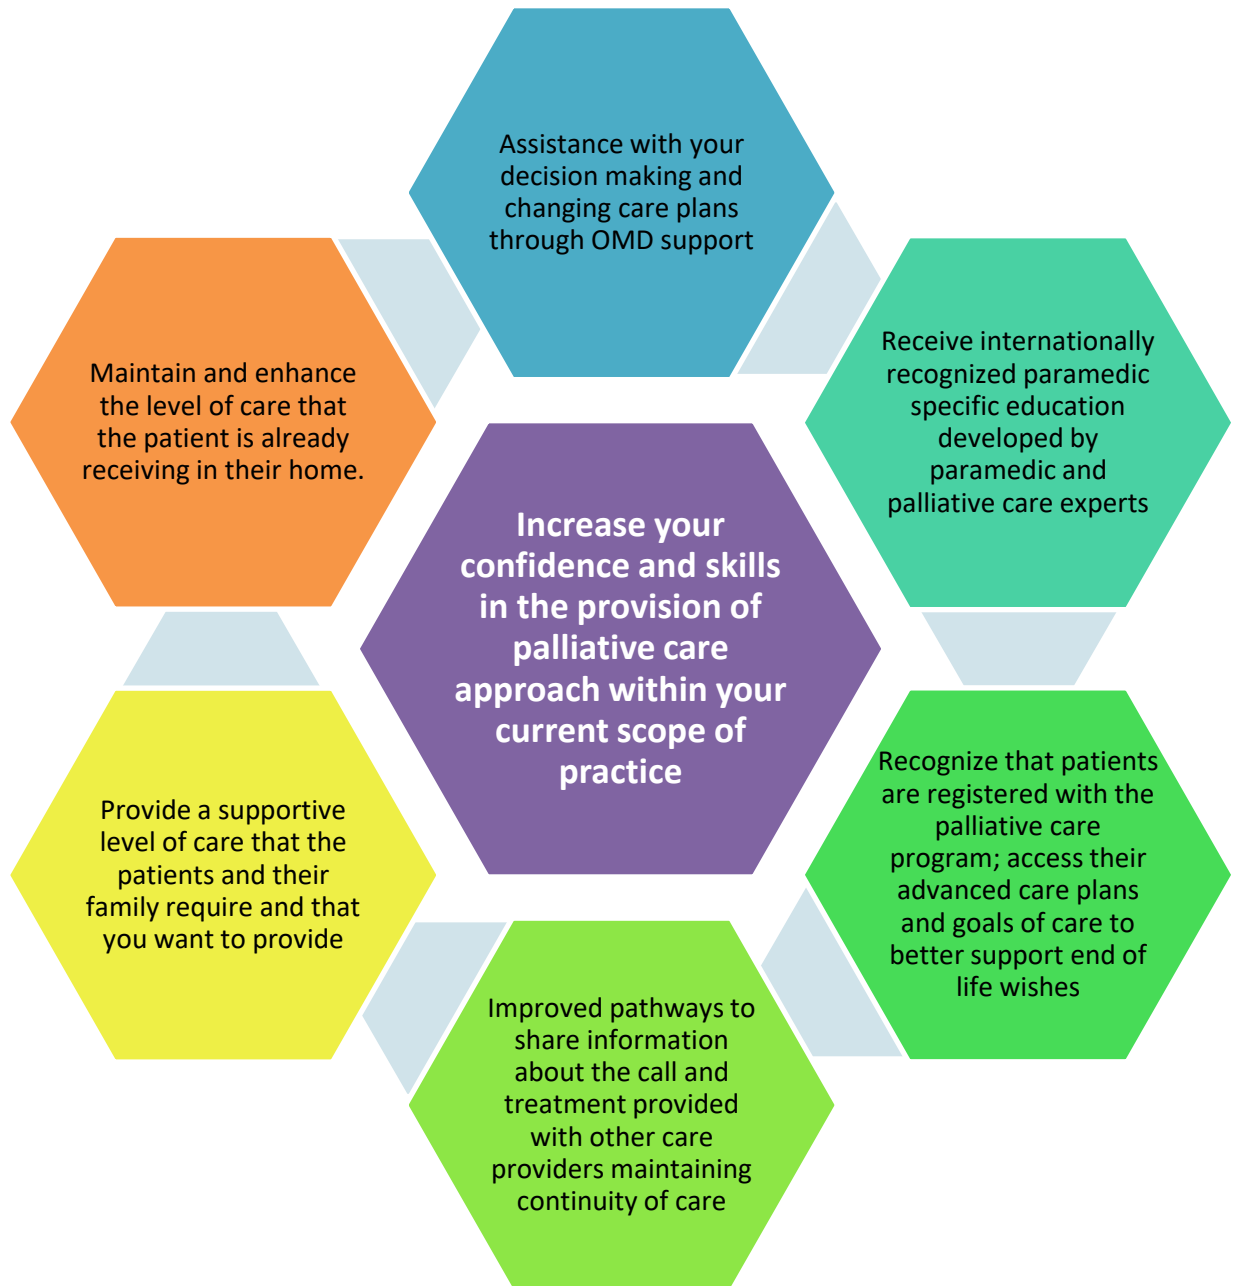 Assistance with your
decision making and
changing care plans
through OMD support
Receive internationally
recognized paramedic
specific education
developed by
paramedic and
palliative care experts
Maintain and enhance
the level of care that
the patient is already
receiving in their home.
Increase your
confidence and skills
in the provision of
palliative care
approach within your
current scope of
practice
Recognize that patients
are registered with the
palliative care
program; access their
advanced care plans
and goals of care to
better support end of
life wishes
Provide a supportive
level of care that the
patients and their
family require and that
you want to provide
Improved pathways to
share information
about the call and
treatment provided
with other care
providers maintaining
continuity of care